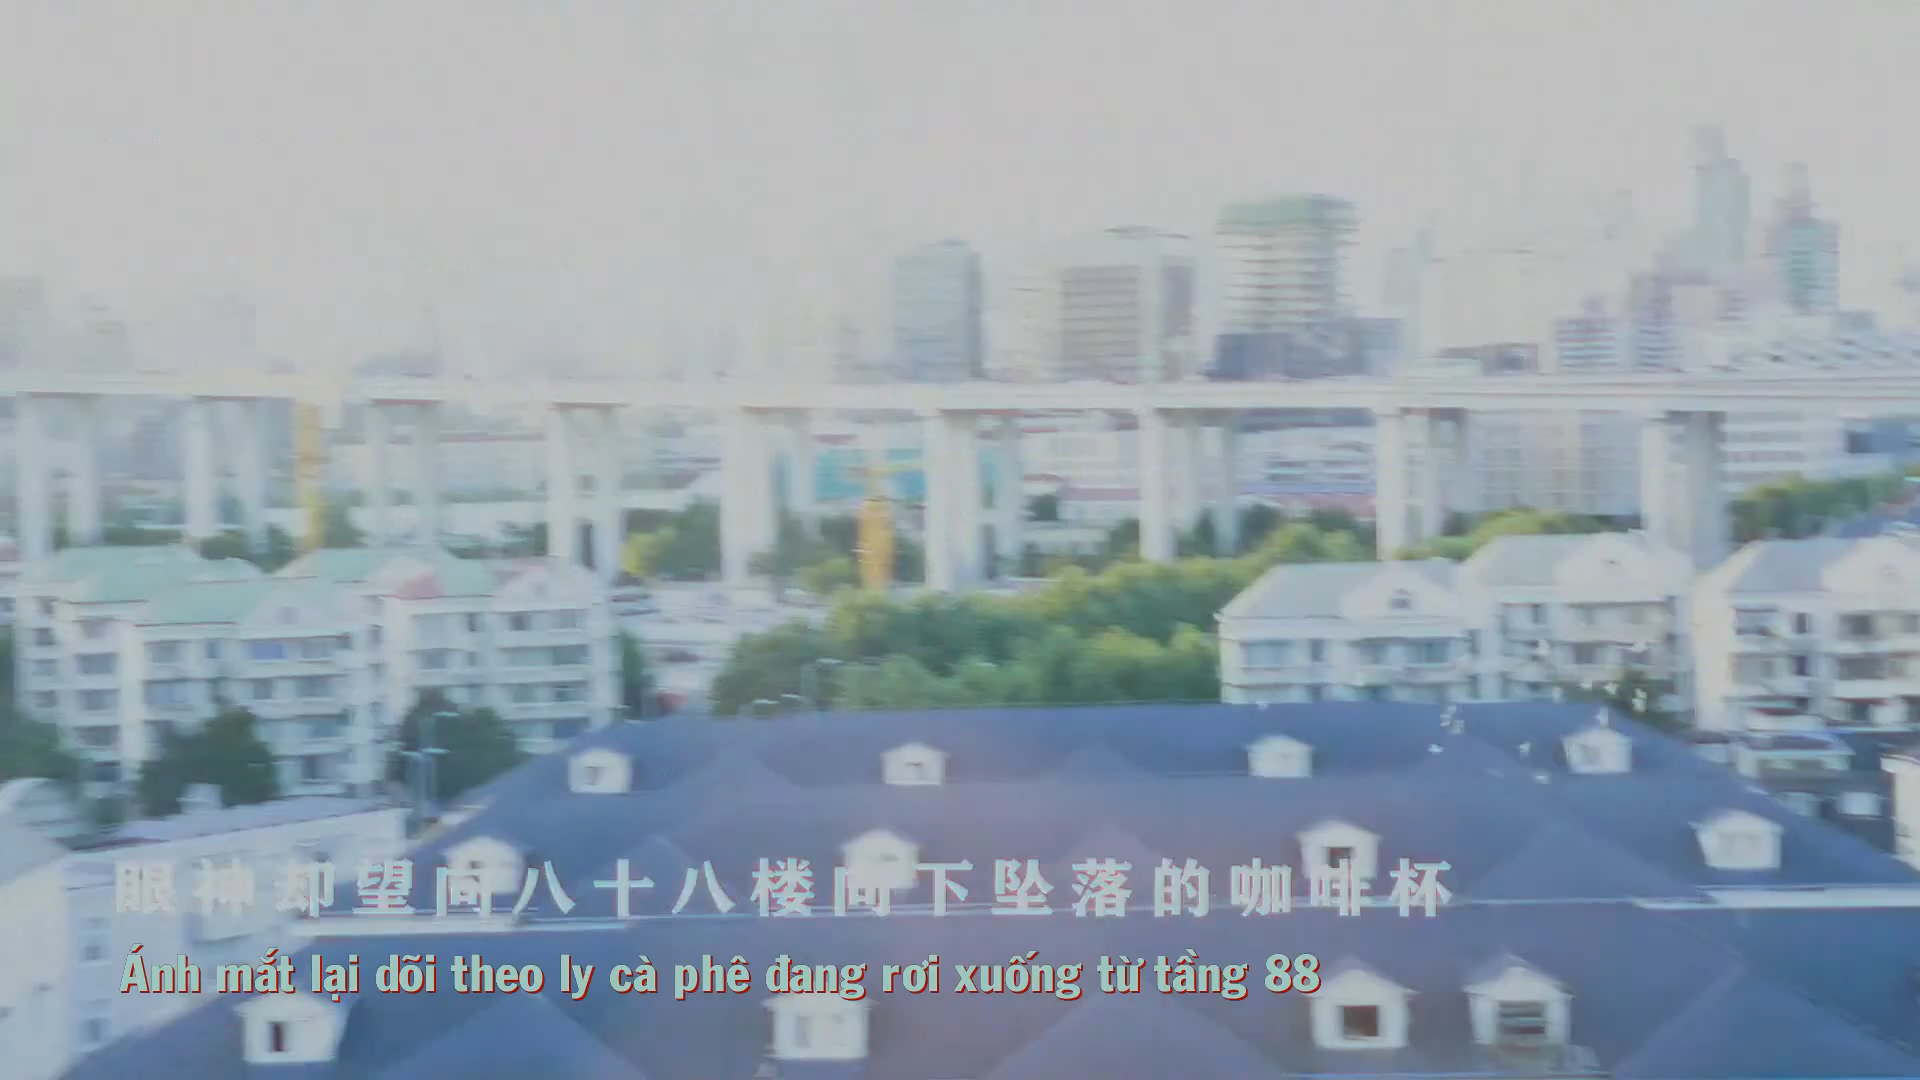 眼神却望向八十八楼向下坠落的咖啡杯
Ánh mắt lại dõi theo ly cà phê đang rơi xuống từ tầng 88